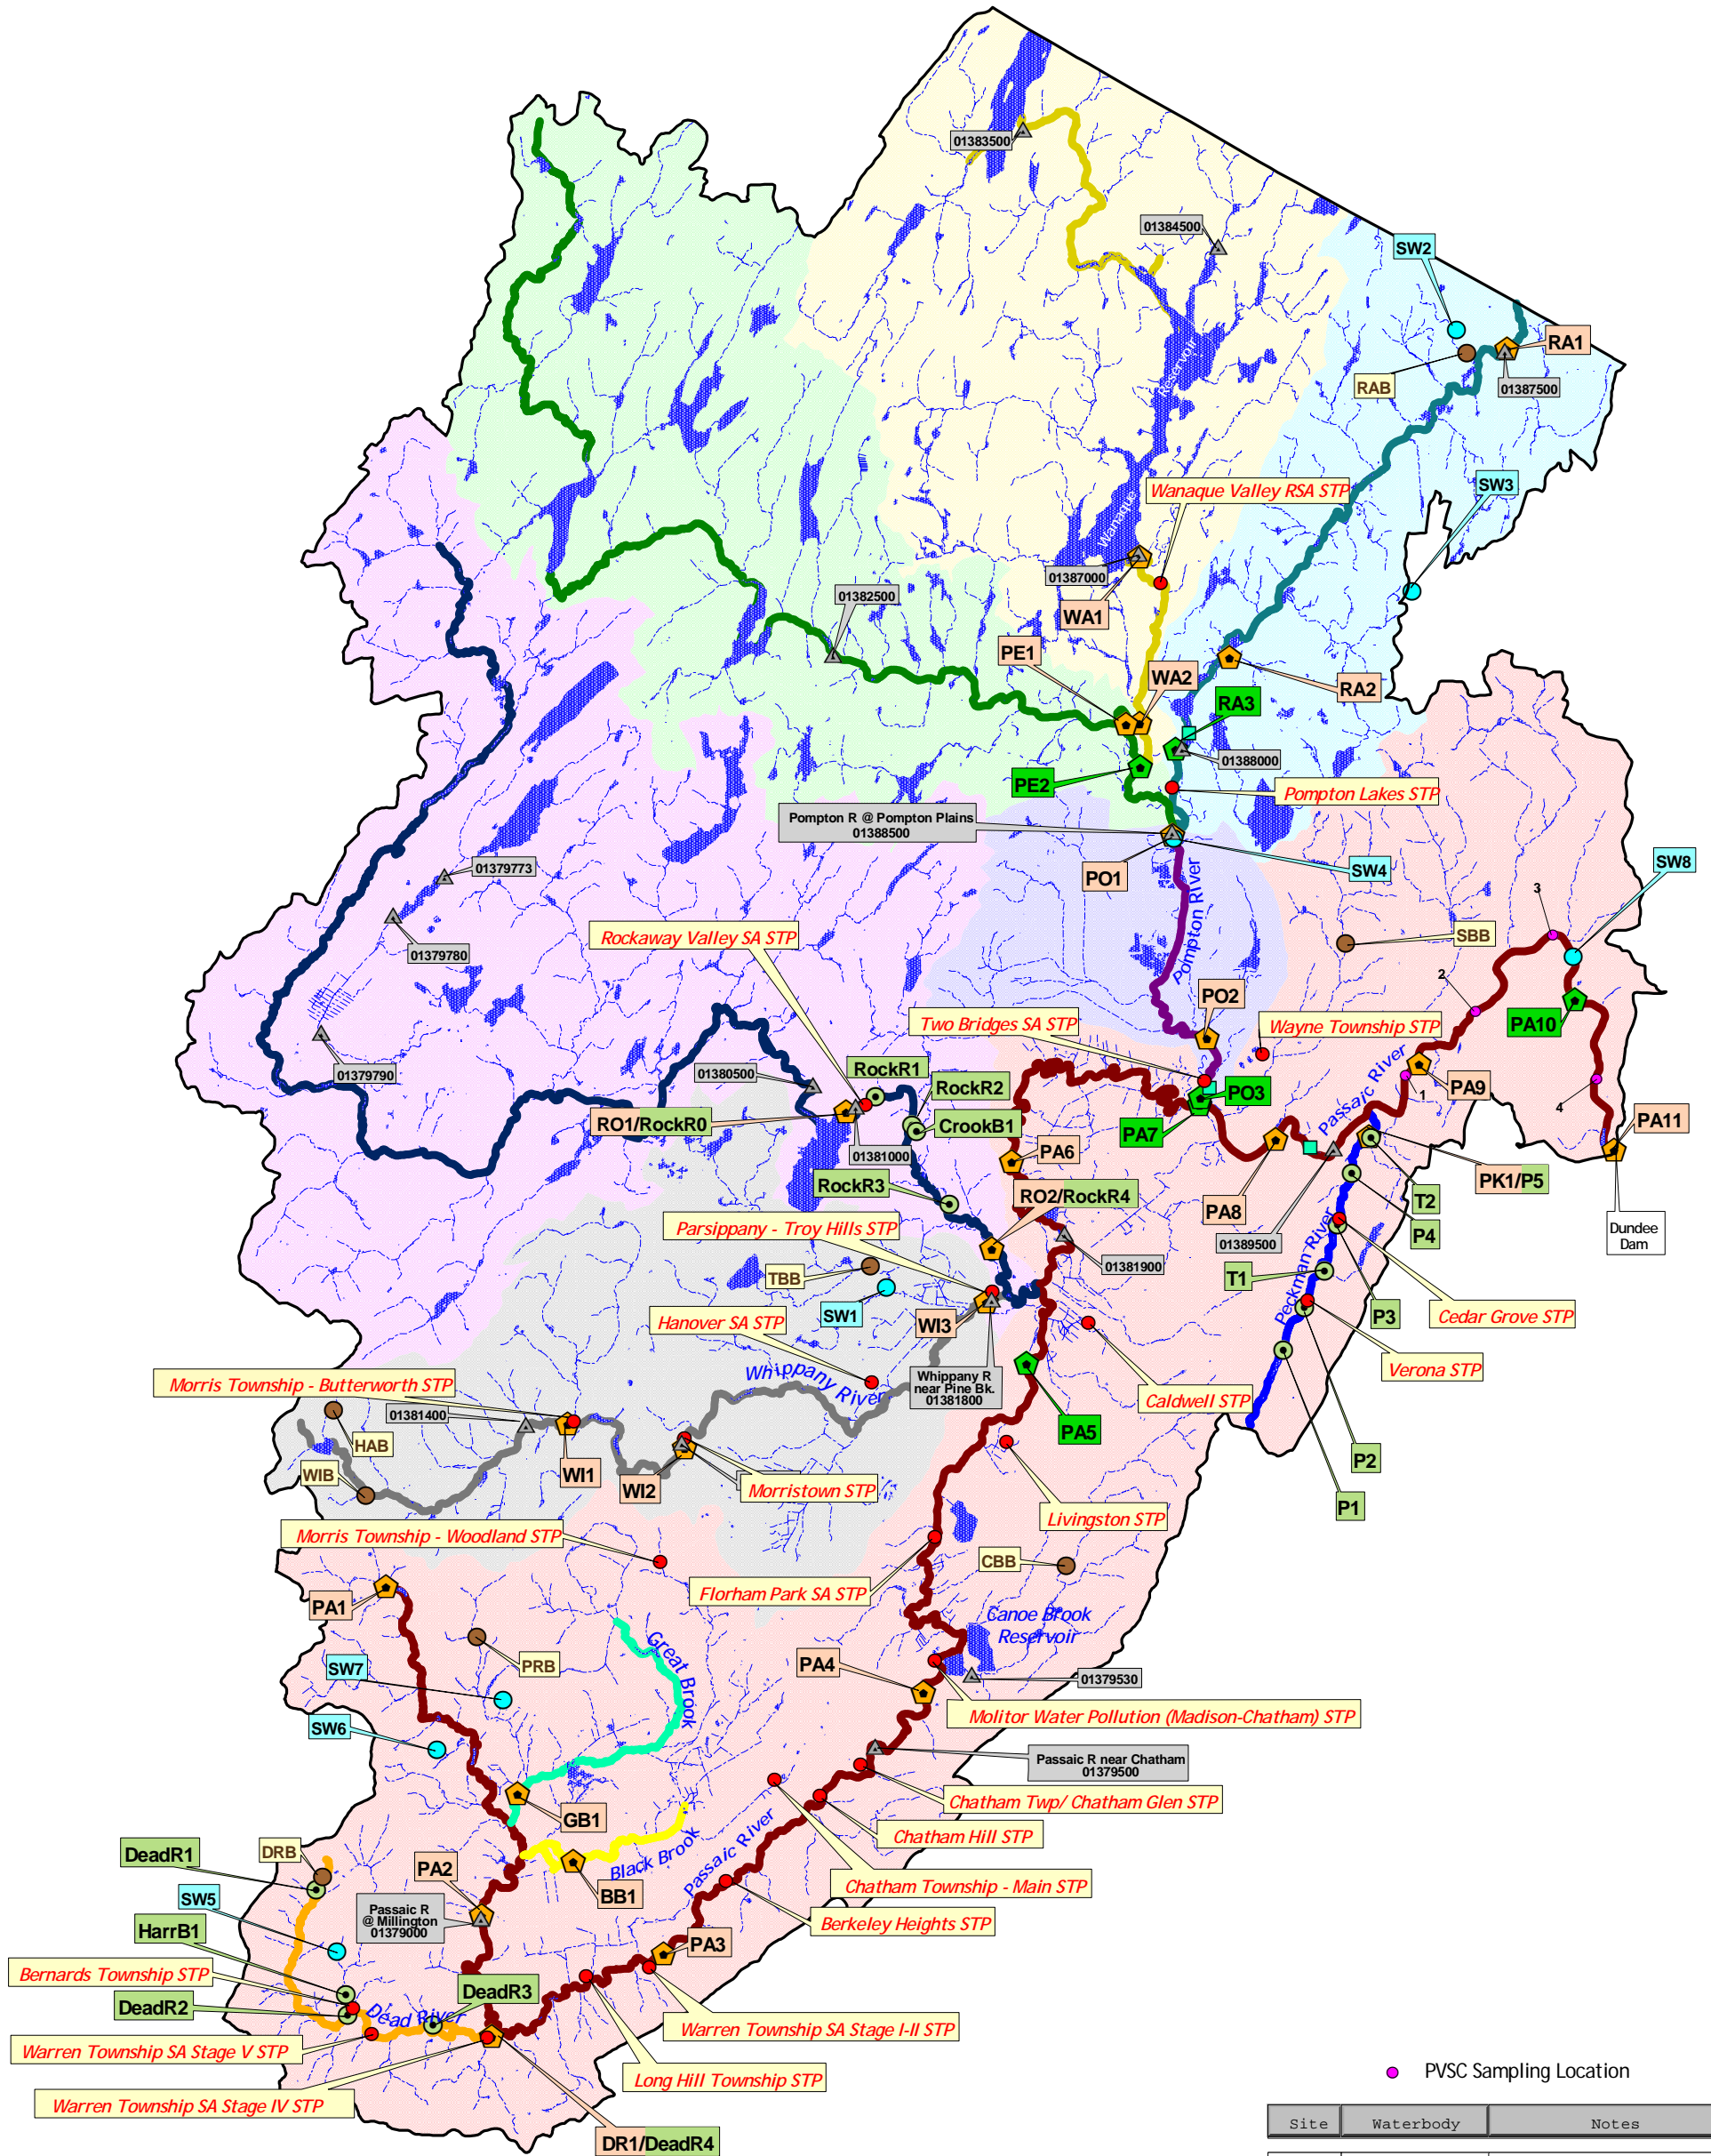 01383500
01384500
SW2
RA1
RAB
01387500
Reservoir
SW3
Wanaque Valley RSA STP
Wanaque
01387000
01382500
WA1
PE1
WA2
RA2
RA3
01388000
PE2
Pompton Lakes STP
Pompton R @ Pompton Plains
01388500
SW4
PO1
SW8
01379773
3
Pompton River
Rockaway Valley SA STP
SBB
01379780
2
PO2
Two Bridges SA STP
Wayne Township STP
PA10
01379790
01380500
RockR1
RockR2
PO3
Passaic River
PA9
1
4
RO1/RockR0
CrookB1
PA7
PA11
01381000
PA6
RockR3
RO2/RockR4
PK1/P5
T2
PA8
P4
Parsippany - Troy Hills STP
01389500
Dundee
Dam
01381900
TBB
T1
SW1
Peckman River
P3
Cedar Grove STP
Hanover SA STP
WI3
Verona STP
Whippany River
Whippany R
near Pine Bk.
01381800
Morris Township - Butterworth STP
Caldwell STP
01381400
PA5
HAB
WI1
P2
WIB
WI2
Morristown STP
P1
Livingston STP
Morris Township - Woodland STP
CBB
Florham Park SA STP
PA1
Canoe Brook
Reservoir
Great Brook
PRB
PA4
SW7
01379530
Molitor Water Pollution (Madison-Chatham) STP
SW6
Passaic R near Chatham
01379500
Chatham Twp/ Chatham Glen STP
GB1
Chatham Hill STP
DeadR1
DRB
PA2
Black Brook
Passaic River
Chatham Township - Main STP
SW5
BB1
Passaic R
@ Millington
01379000
Berkeley Heights STP
HarrB1
PA3
Bernards Township STP
DeadR3
DeadR2
Dead River
Warren Township SA Stage I-II STP
Warren Township SA Stage V STP
Long Hill Township STP
Warren Township SA Stage IV STP
DR1/DeadR4
PVSC Sampling Location
Site Waterbody Notes